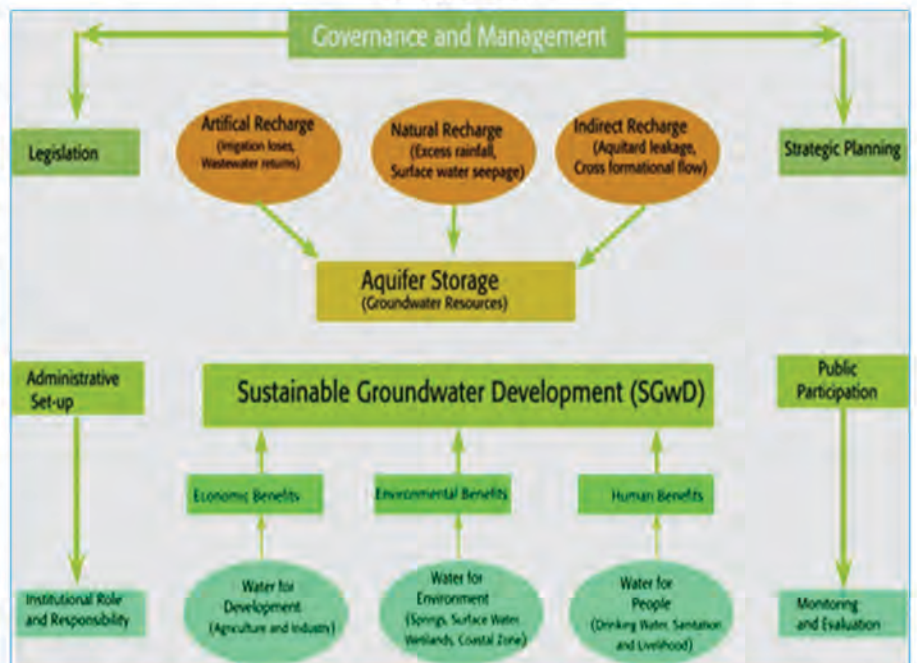 Governance and Management
Legislation
Artifical Recharge
(Irrigation loses,
Wastewater returns)
Natural Recharge
(Excess rainfall,
Surface water seepage)
Indirect Recharge
(Aquitard leakage,
Cross formational flow)
Strategic Planning
Aquifer Storage
(Groundwater Resources)
Administrative
Set-up
Sustainable Groundwater Development (SGwD)
Public
Participation
Economic Benefits
Environmental Benefits
Human Benefits
Institutional Role
and Responsibility
Water for
Development
(Agriculture and Industry)
Water for
Environment
(Springs, Surface Water
Wetlands, Coastal Zone)
Water for
People
(Drinking Water, Sanitation
and Livelihood)
Monitoring
and Evaluation